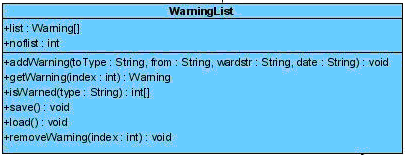 WarningList
+list : Warning[]
+noflist : int
+addWarning(toType : String, from : String, wardstr : String, date : String) : void
+getWarning(index : int) : Warning
+isWarned(type : String) : int[]
+save() : void
+load() : void
+removeWarning(index : int) : void